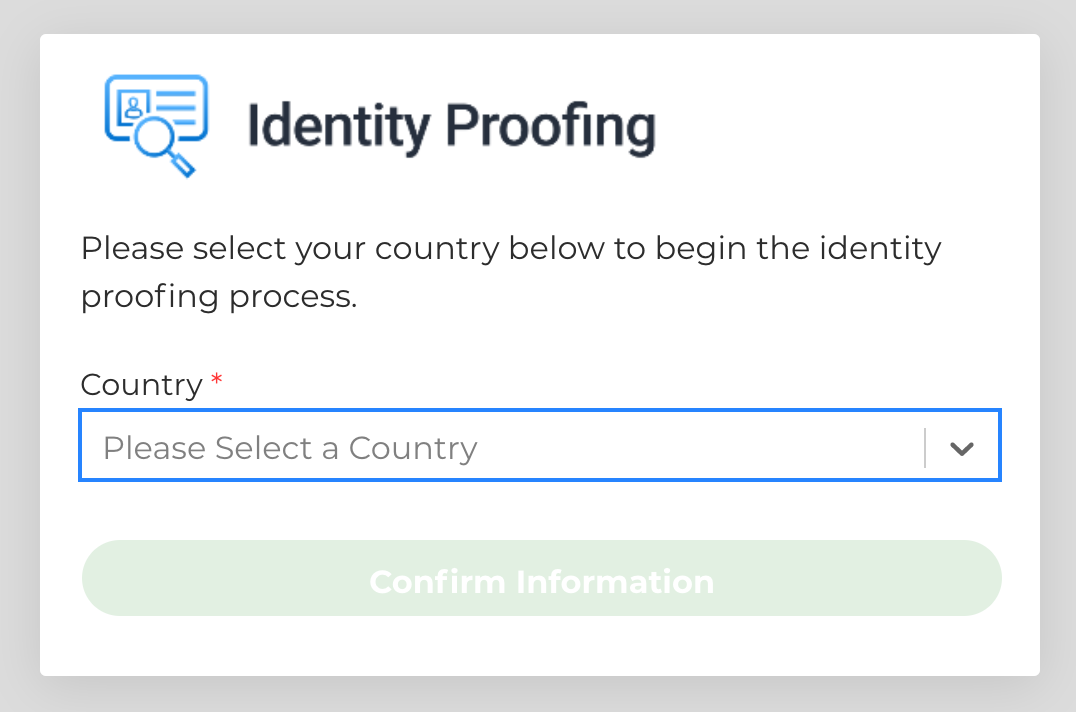 Identity Proofing
Please select your country below to begin the identity
proofing process.
Country *
Please Select a Country
Confirm Information